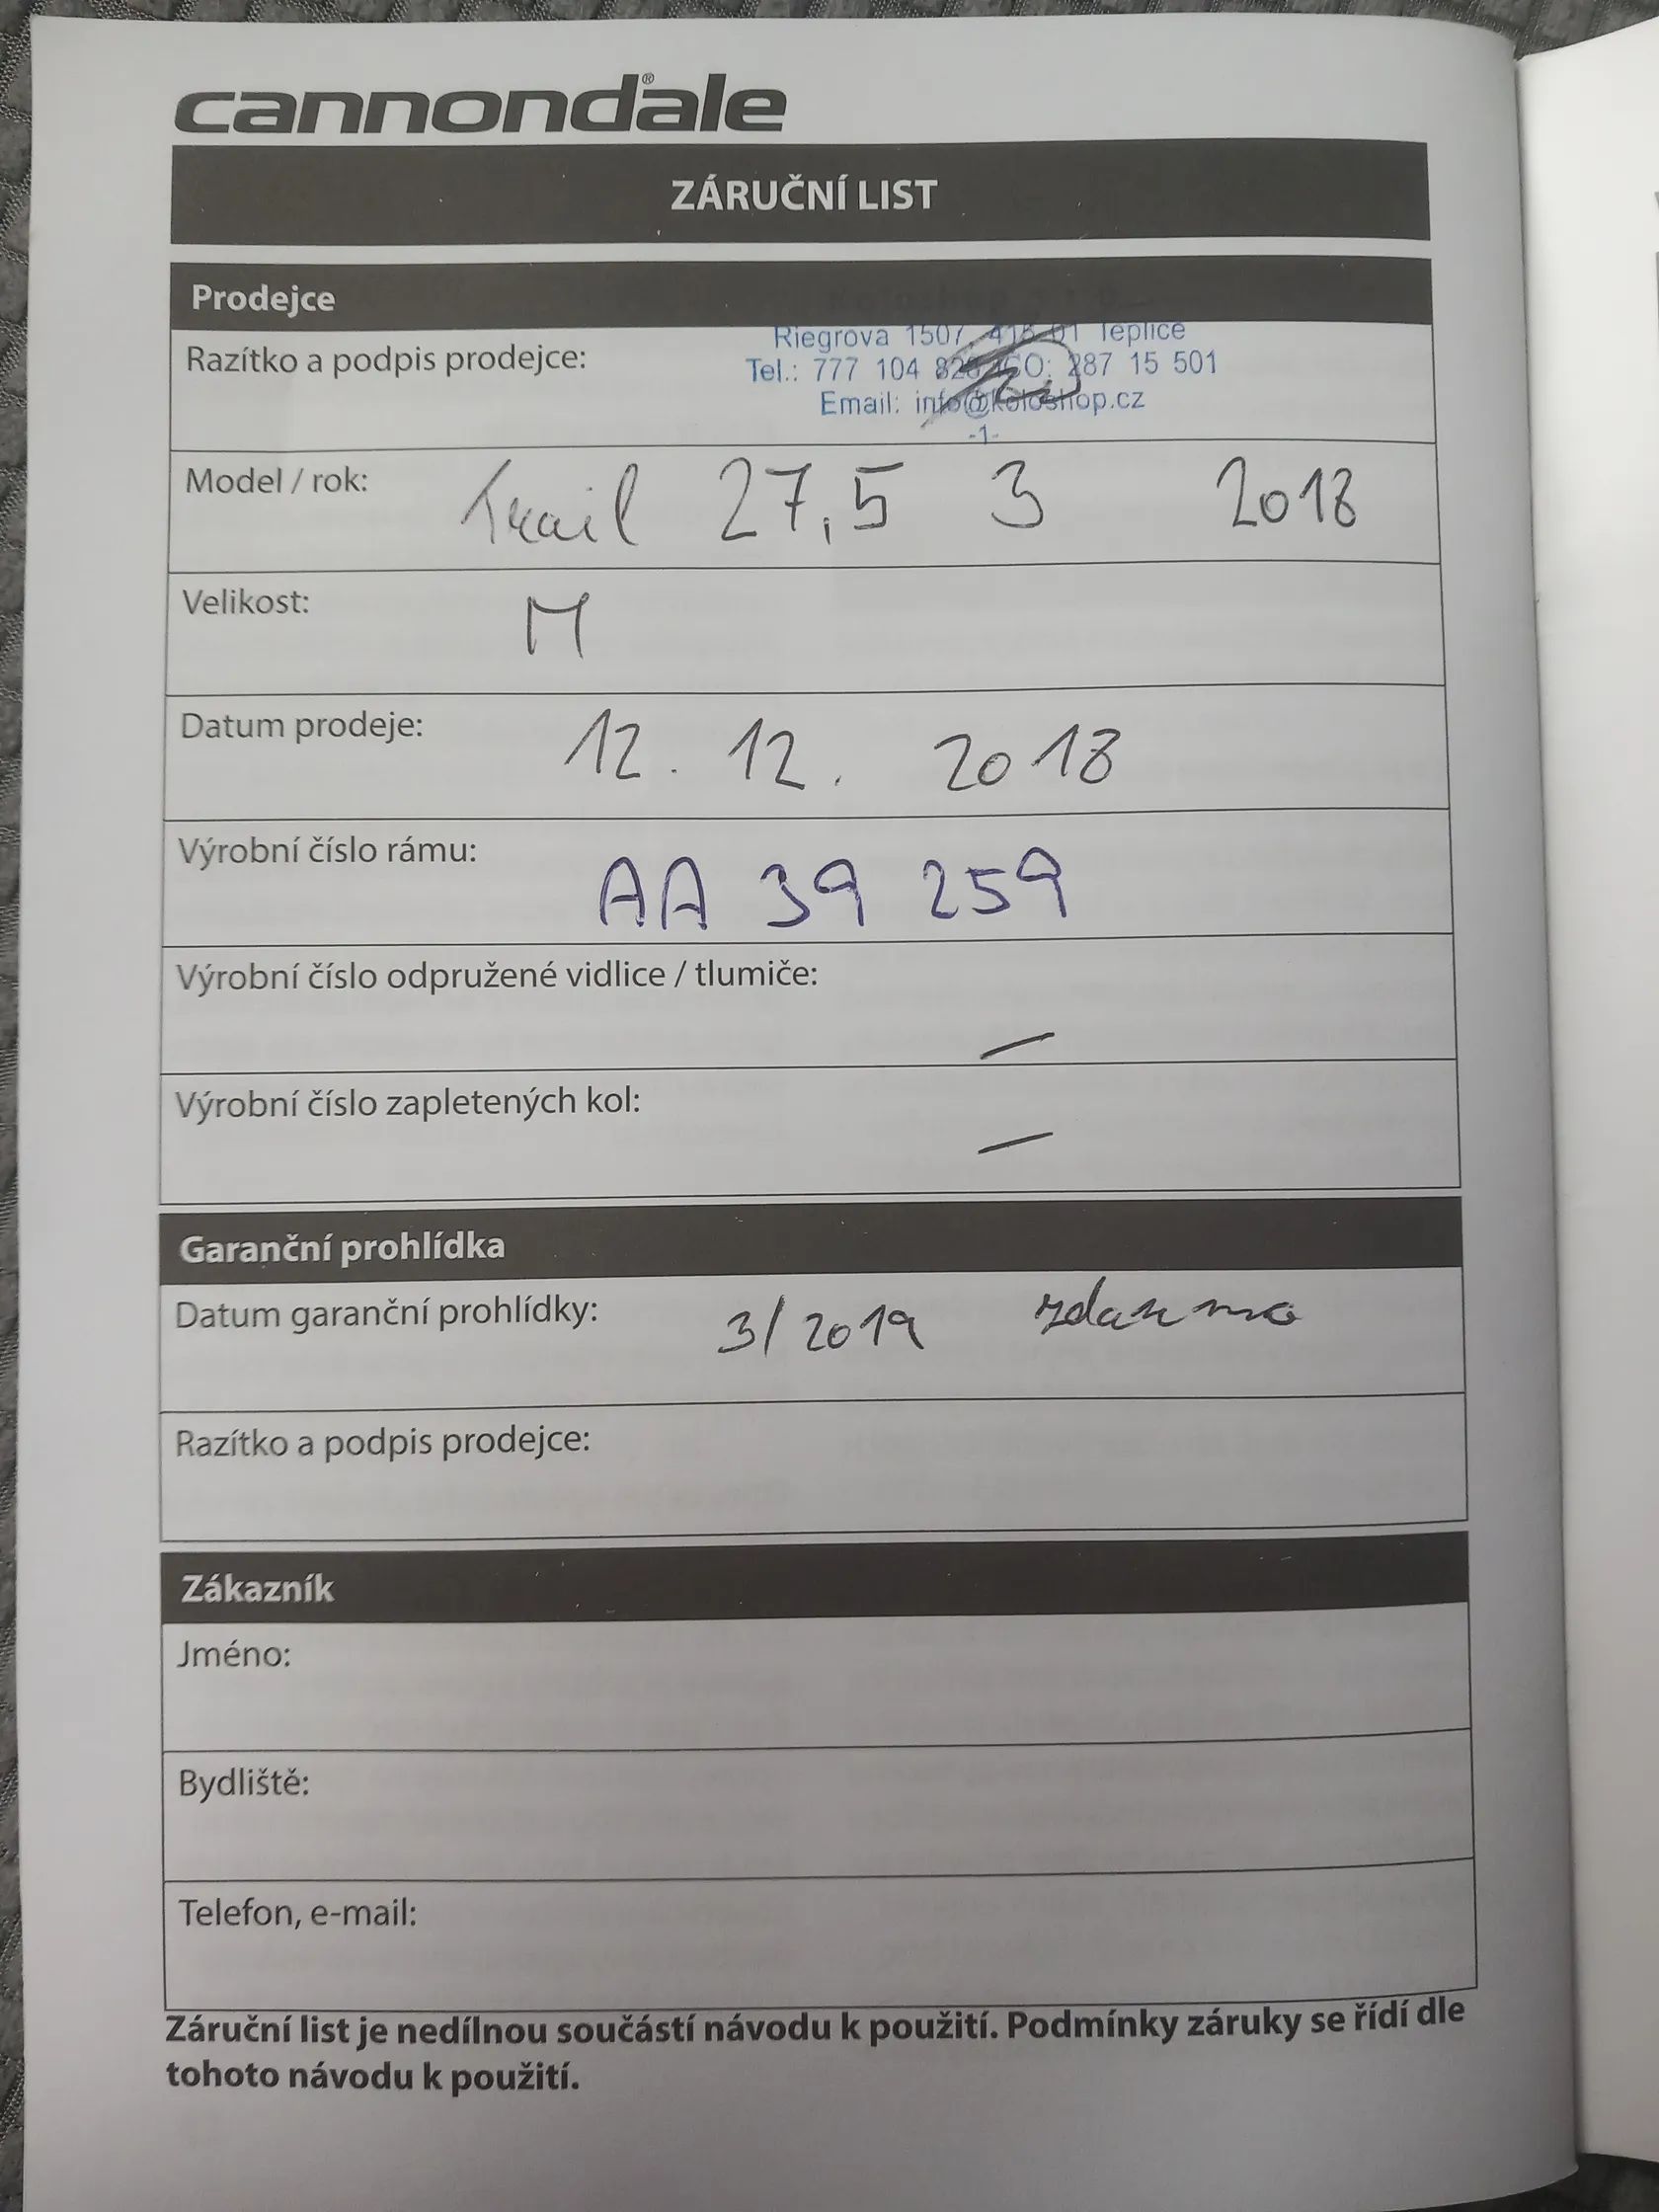 cannondale®
ZÁRUČNÍ LIST
Prodejce
Riegrova 1507, 415 01 Teplice
Razítko a podpis prodejce:
Tel.: 777 104 IČO: 287 15 501
Email: info@koloshop.cz
-1-
Model / rok: Trail 27,5 3 2018
Velikost: M
Datum prodeje: 12. 12. 2018
Výrobní číslo rámu: AA 39 259
Výrobní číslo odpružené vidlice / tlumiče: —
Výrobní číslo zapletených kol: —
Garanční prohlídka
Datum garanční prohlídky: 3/2019 zdarma
Razítko a podpis prodejce:
Zákazník
Jméno:
Bydliště:
Telefon, e-mail:
Záruční list je nedílnou součástí návodu k použití. Podmínky záruky se řídí dle
tohoto návodu k použití.